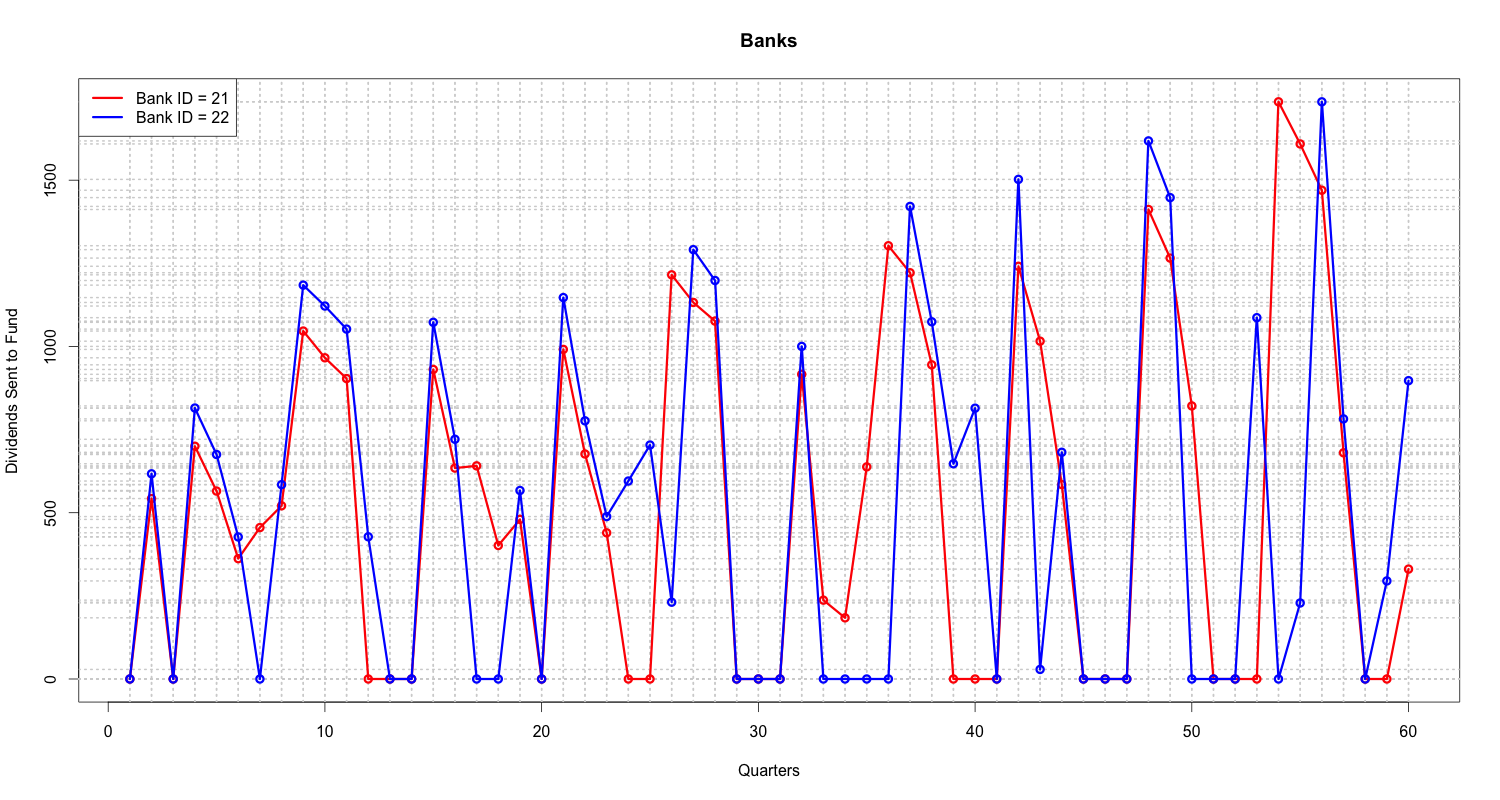 Banks
Bank ID = 21
Bank ID = 22
Dividends Sent to Fund
1500
1000
500
0
0 10 20 30 40 50 60
Quarters